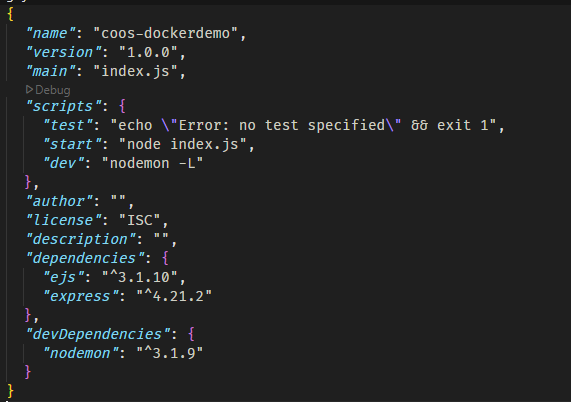 {
"name": "coos-dockerdemo",
"version": "1.0.0",
"main": "index.js",
Debug
"scripts": {
"test": "echo \"Error: no test specified\" && exit 1",
"start": "node index.js",
"dev": "nodemon -L"
},
"author": "",
"license": "ISC",
"description": "",
"dependencies": {
"ejs": "^3.1.10",
"express": "^4.21.2"
},
"devDependencies": {
"nodemon": "^3.1.9"
}
}